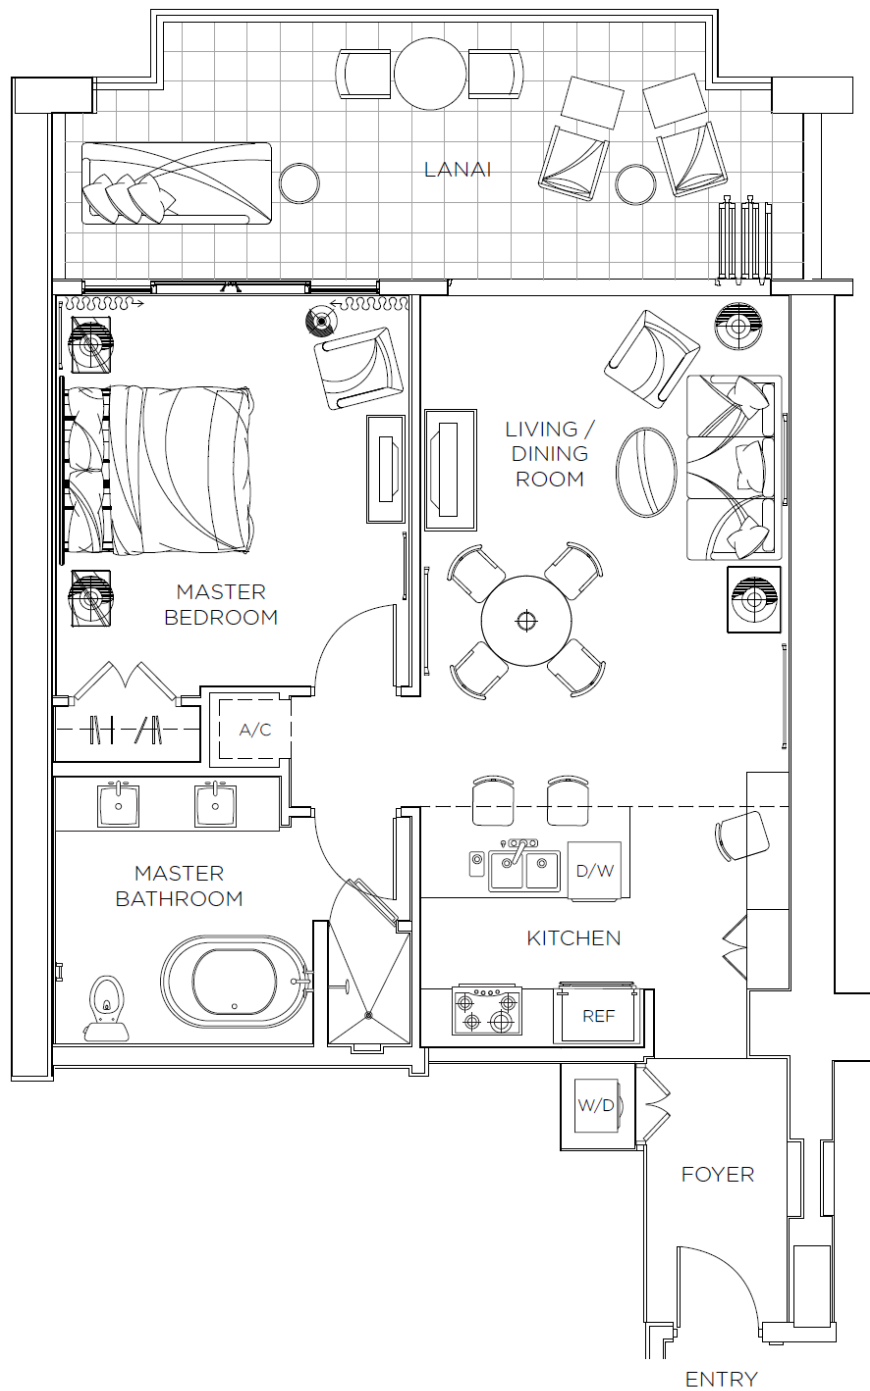 LANAI
LIVING /
DINING
ROOM
MASTER
BEDROOM
A/C
MASTER
BATHROOM
D/W
KITCHEN
REF
W/D
FOYER
ENTRY